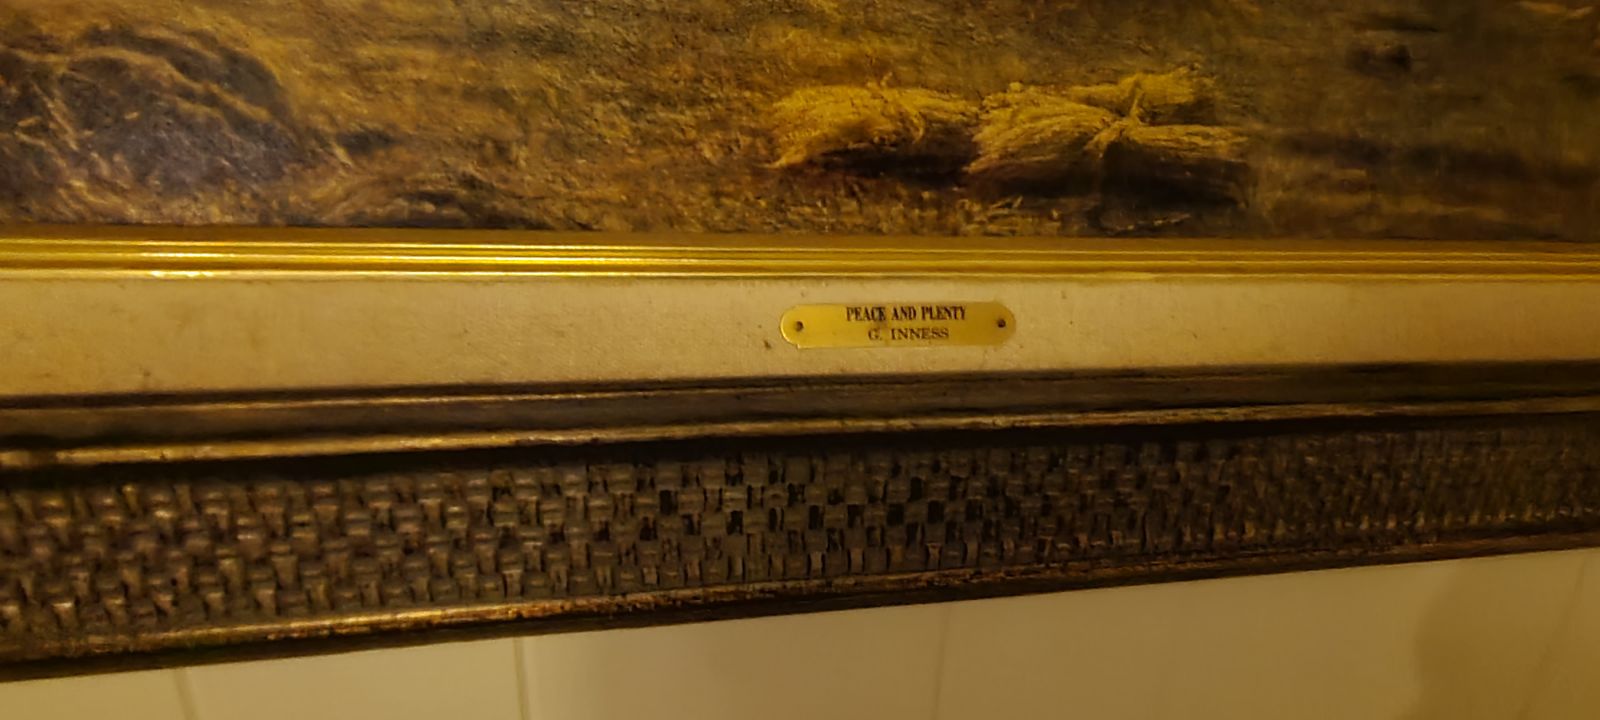 PEACE AND PLENTY
G. INNESS